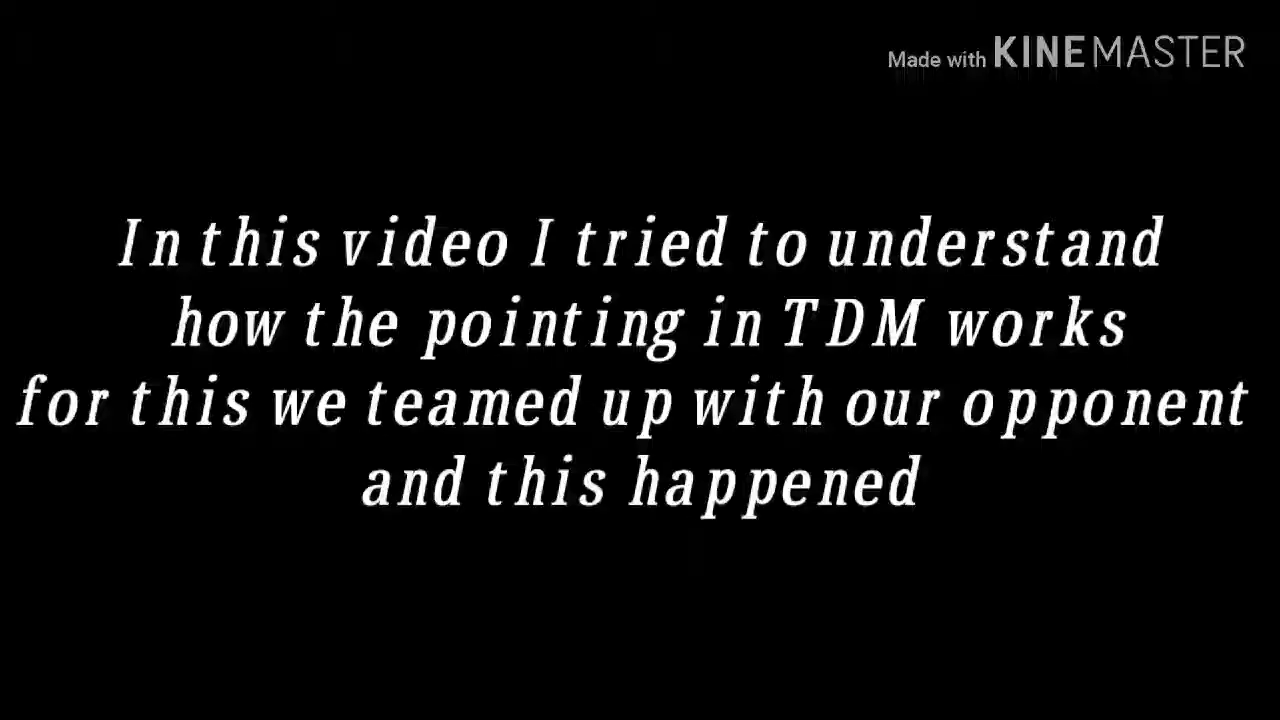 Made with KINEMASTER
In this video I tried to understand
how the pointing in TDM works
for this we teamed up with our opponent
and this happened